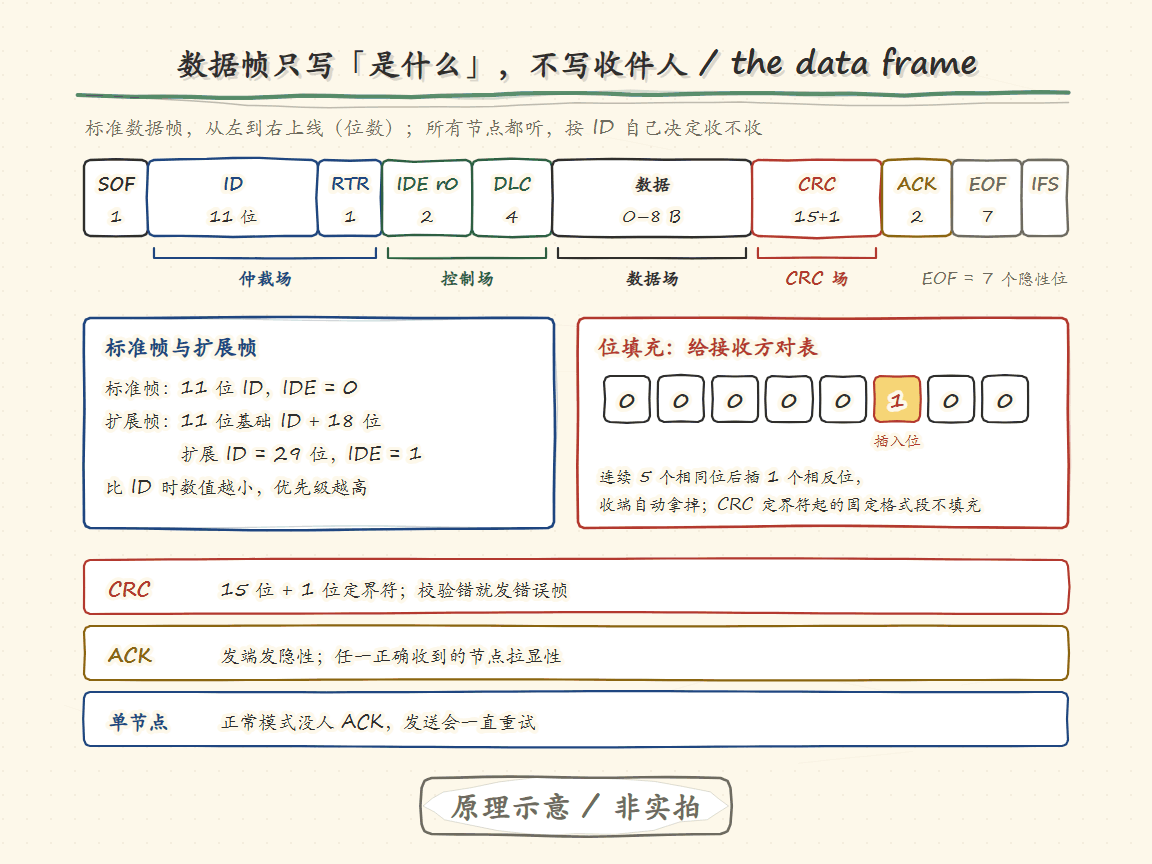 数据帧只写「是什么」，不写收件人 / the data frame
标准数据帧，从左到右上线（位数）；所有节点都听，按 ID 自己决定收不收
SOF ID RTR IDE r0 DLC 数据 CRC ACK EOF IFS
1 11 位 1 2 4 0–8 B 15+1 2 7
仲裁场 控制场 数据场 CRC 场 EOF = 7 个隐性位
标准帧与扩展帧
标准帧：11 位 ID，IDE = 0
扩展帧：11 位基础 ID + 18 位
扩展 ID = 29 位，IDE = 1
比 ID 时数值越小，优先级越高
位填充：给接收方对表
0 0 0 0 0 1 0 0
插入位
连续 5 个相同位后插 1 个相反位，
收端自动拿掉；CRC 定界符起的固定格式段不填充
CRC 15 位 + 1 位定界符；校验错就发错误帧
ACK 发端发隐性；任一正确收到的节点拉显性
单节点 正常模式没人 ACK，发送会一直重试
原理示意 / 非实拍